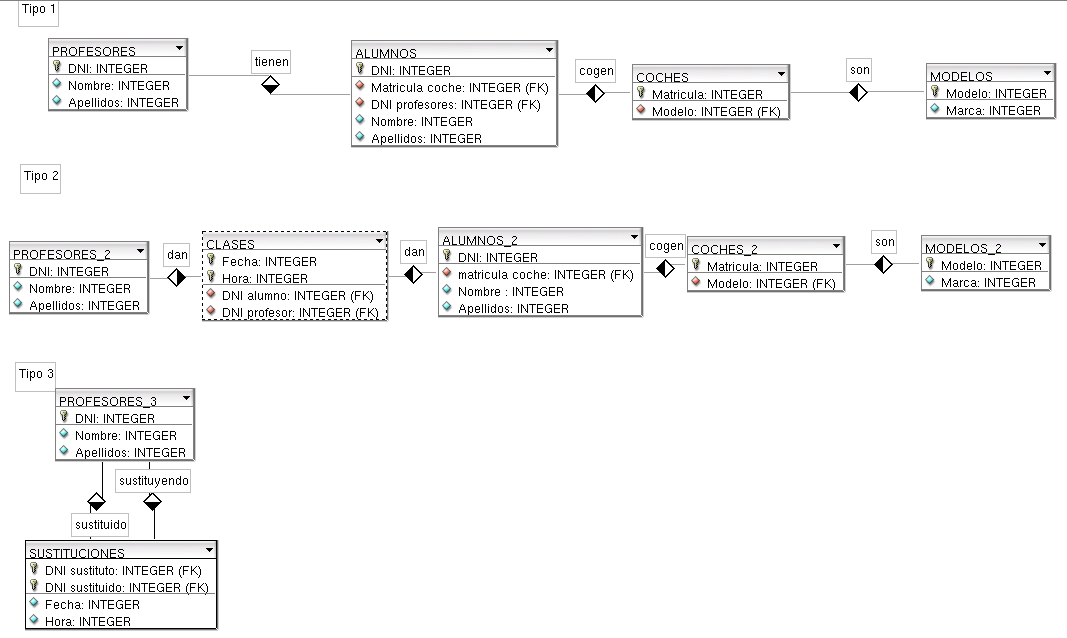 Tipo 1
PROFESORES
DNI: INTEGER
Nombre: INTEGER
Apellidos: INTEGER
tienen
ALUMNOS
DNI: INTEGER
Matricula coche: INTEGER (FK)
DNI profesores: INTEGER (FK)
Nombre: INTEGER
Apellidos: INTEGER
cogen
COCHES
Matricula: INTEGER
Modelo: INTEGER (FK)
son
MODELOS
Modelo: INTEGER
Marca: INTEGER
Tipo 2
PROFESORES_2
DNI: INTEGER
Nombre: INTEGER
Apellidos: INTEGER
dan
CLASES
Fecha: INTEGER
Hora: INTEGER
DNI alumno: INTEGER (FK)
DNI profesor: INTEGER (FK)
dan
ALUMNOS_2
DNI: INTEGER
matricula coche: INTEGER (FK)
Nombre : INTEGER
Apellidos: INTEGER
cogen
COCHES_2
Matricula: INTEGER
Modelo: INTEGER (FK)
son
MODELOS_2
Modelo: INTEGER
Marca: INTEGER
Tipo 3
PROFESORES_3
DNI: INTEGER
Nombre: INTEGER
Apellidos: INTEGER
sustituyendo
sustituido
SUSTITUCIONES
DNI sustituto: INTEGER (FK)
DNI sustituido: INTEGER (FK)
Fecha: INTEGER
Hora: INTEGER